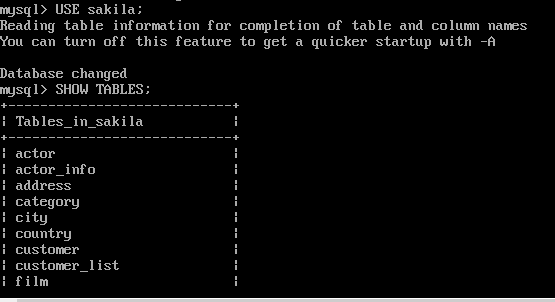 mysql> USE sakila;
Reading table information for completion of table and column names
You can turn off this feature to get a quicker startup with -A
Database changed
mysql> SHOW TABLES;
+----------------------------+
| Tables_in_sakila           |
+----------------------------+
| actor                      |
| actor_info                 |
| address                    |
| category                   |
| city                       |
| country                    |
| customer                   |
| customer_list              |
| film                       |